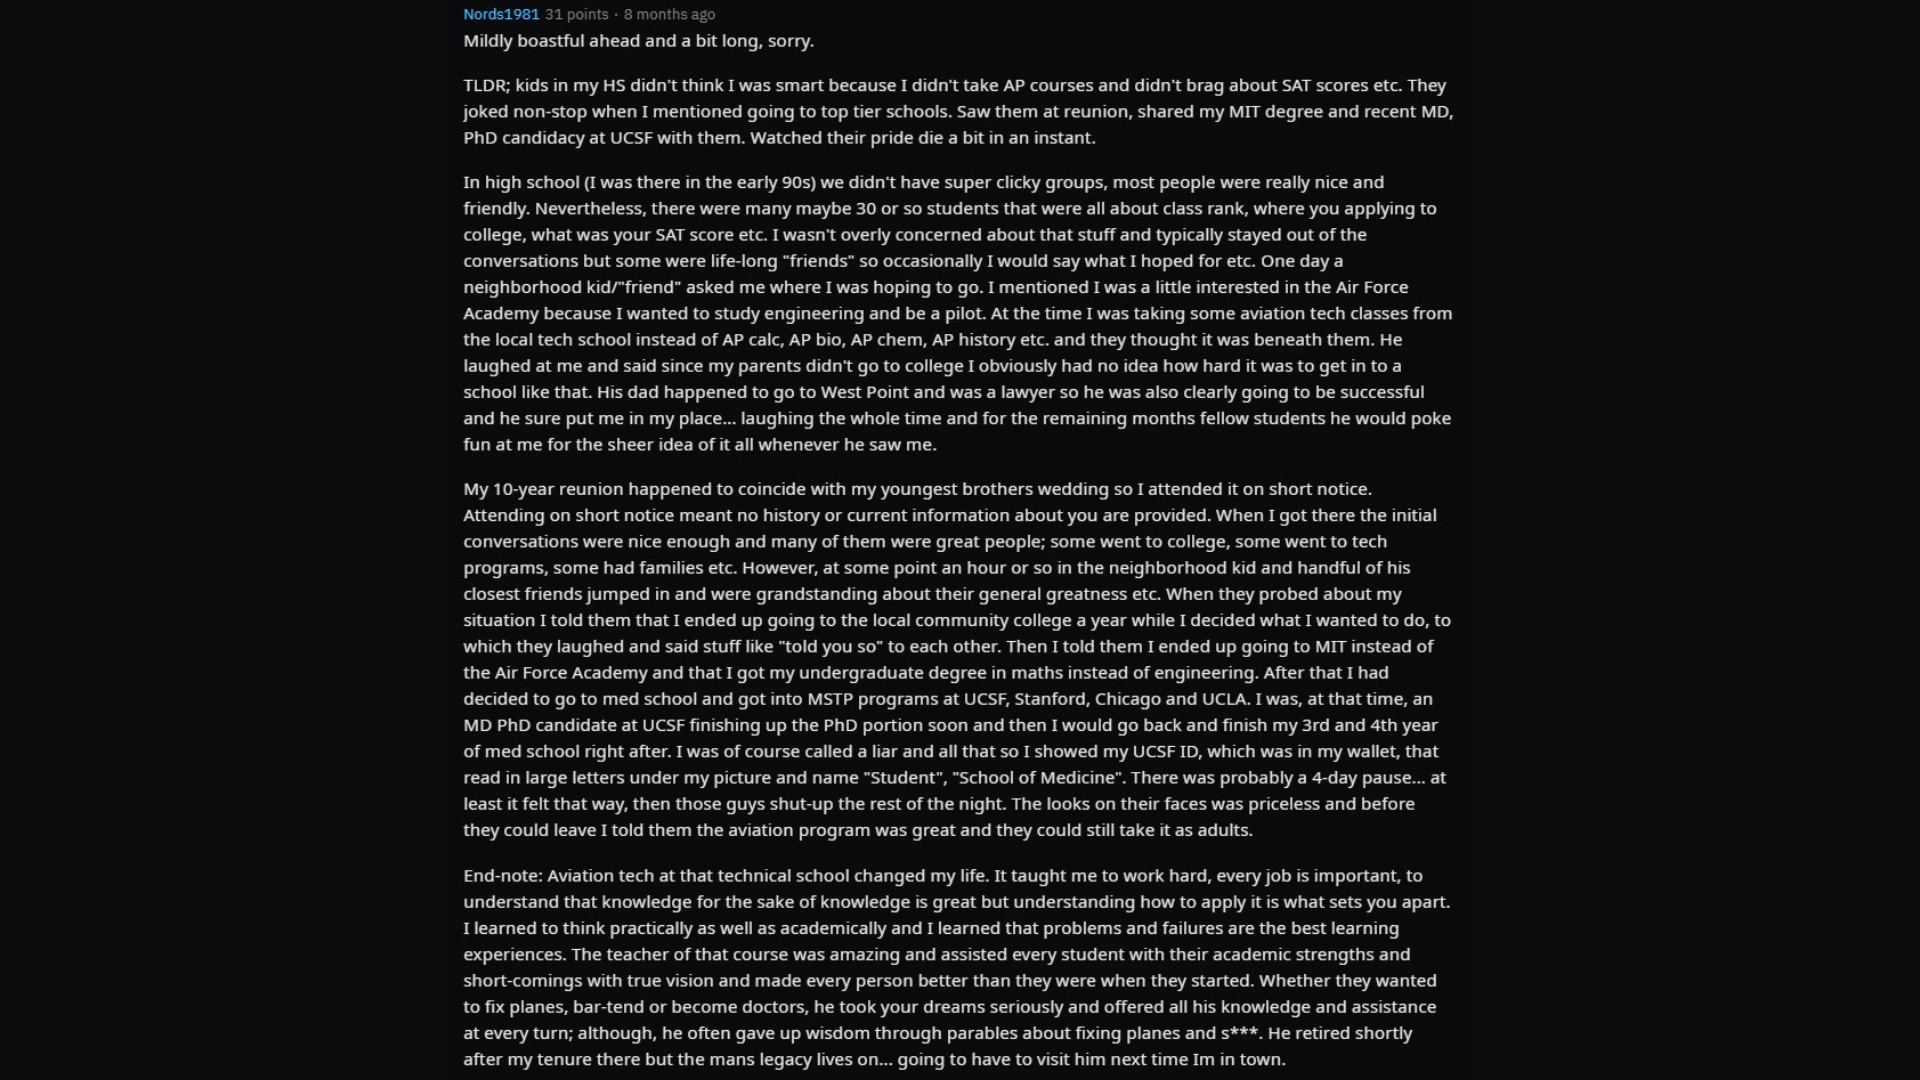 Nords1981 31 points · 8 months ago
Mildly boastful ahead and a bit long, sorry.
TLDR; kids in my HS didn't think I was smart because I didn't take AP courses and didn't brag about SAT scores etc. They
joked non-stop when I mentioned going to top tier schools. Saw them at reunion, shared my MIT degree and recent MD,
PhD candidacy at UCSF with them. Watched their pride die a bit in an instant.
In high school (I was there in the early 90s) we didn't have super clicky groups, most people were really nice and
friendly. Nevertheless, there were many maybe 30 or so students that were all about class rank, where you applying to
college, what was your SAT score etc. I wasn't overly concerned about that stuff and typically stayed out of the
conversations but some were life-long "friends" so occasionally I would say what I hoped for etc. One day a
neighborhood kid/"friend" asked me where I was hoping to go. I mentioned I was a little interested in the Air Force
Academy because I wanted to study engineering and be a pilot. At the time I was taking some aviation tech classes from
the local tech school instead of AP calc, AP bio, AP chem, AP history etc. and they thought it was beneath them. He
laughed at me and said since my parents didn't go to college I obviously had no idea how hard it was to get in to a
school like that. His dad happened to go to West Point and was a lawyer so he was also clearly going to be successful
and he sure put me in my place... laughing the whole time and for the remaining months fellow students he would poke
fun at me for the sheer idea of it all whenever he saw me.
My 10-year reunion happened to coincide with my youngest brothers wedding so I attended it on short notice.
Attending on short notice meant no history or current information about you are provided. When I got there the initial
conversations were nice enough and many of them were great people; some went to college, some went to tech
programs, some had families etc. However, at some point an hour or so in the neighborhood kid and handful of his
closest friends jumped in and were grandstanding about their general greatness etc. When they probed about my
situation I told them that I ended up going to the local community college a year while I decided what I wanted to do, to
which they laughed and said stuff like "told you so" to each other. Then I told them I ended up going to MIT instead of
the Air Force Academy and that I got my undergraduate degree in maths instead of engineering. After that I had
decided to go to med school and got into MSTP programs at UCSF, Stanford, Chicago and UCLA. I was, at that time, an
MD PhD candidate at UCSF finishing up the PhD portion soon and then I would go back and finish my 3rd and 4th year
of med school right after. I was of course called a liar and all that so I showed my UCSF ID, which was in my wallet, that
read in large letters under my picture and name "Student", "School of Medicine". There was probably a 4-day pause... at
least it felt that way, then those guys shut-up the rest of the night. The looks on their faces was priceless and before
they could leave I told them the aviation program was great and they could still take it as adults.
End-note: Aviation tech at that technical school changed my life. It taught me to work hard, every job is important, to
understand that knowledge for the sake of knowledge is great but understanding how to apply it is what sets you apart.
I learned to think practically as well as academically and I learned that problems and failures are the best learning
experiences. The teacher of that course was amazing and assisted every student with their academic strengths and
short-comings with true vision and made every person better than they were when they started. Whether they wanted
to fix planes, bar-tend or become doctors, he took your dreams seriously and offered all his knowledge and assistance
at every turn; although, he often gave up wisdom through parables about fixing planes and s***. He retired shortly
after my tenure there but the mans legacy lives on... going to have to visit him next time Im in town.